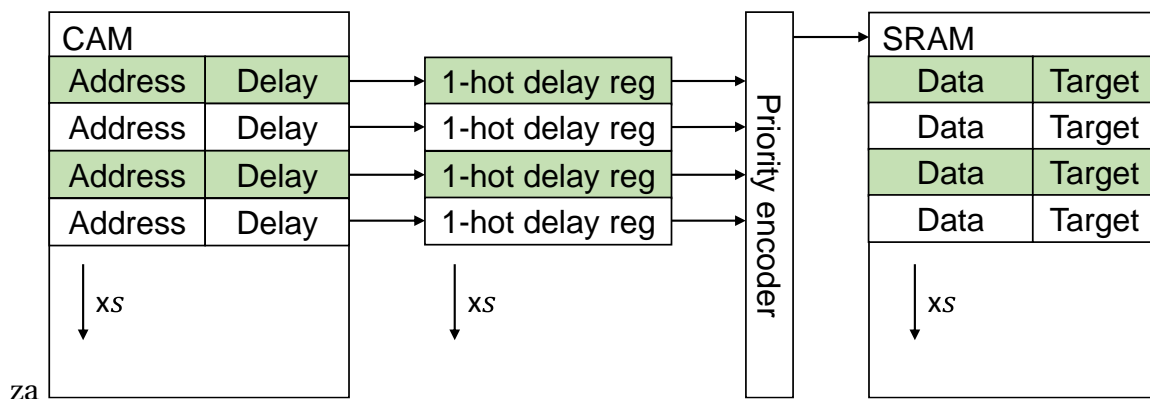 CAM
SRAM
Address Delay 1-hot delay reg Data Target
Address Delay 1-hot delay reg Data Target
Address Delay 1-hot delay reg Data Target
Address Delay 1-hot delay reg Data Target
Priority encoder
xs xs xs
za